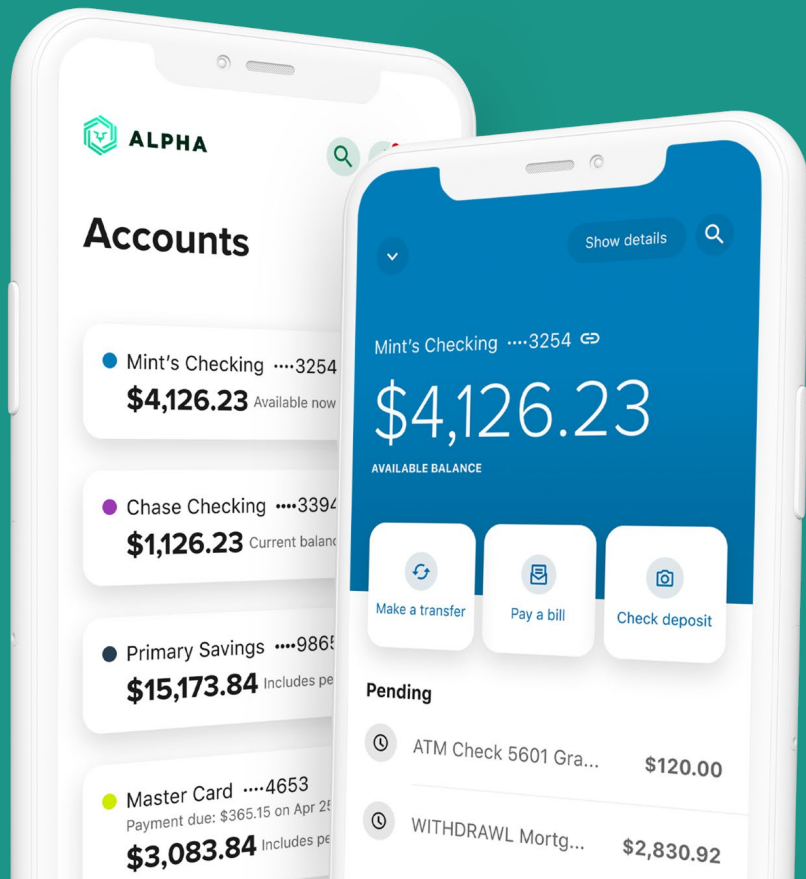 ALPHA
Accounts
Mint's Checking ····3254
$4,126.23 Available now
Chase Checking ····3394
$1,126.23 Current
Primary Savings ····9865
$15,173.84 Includes
Master Card ····4653
Payment due: $365.15 on Apr 25
$3,083.84 Includes
Show details
Mint's Checking ····3254
$4,126.23
AVAILABLE BALANCE
Make a transfer
Pay a bill
Check deposit
Pending
ATM Check 5601 Gra... $120.00
WITHDRAWL Mortg... $2,830.92